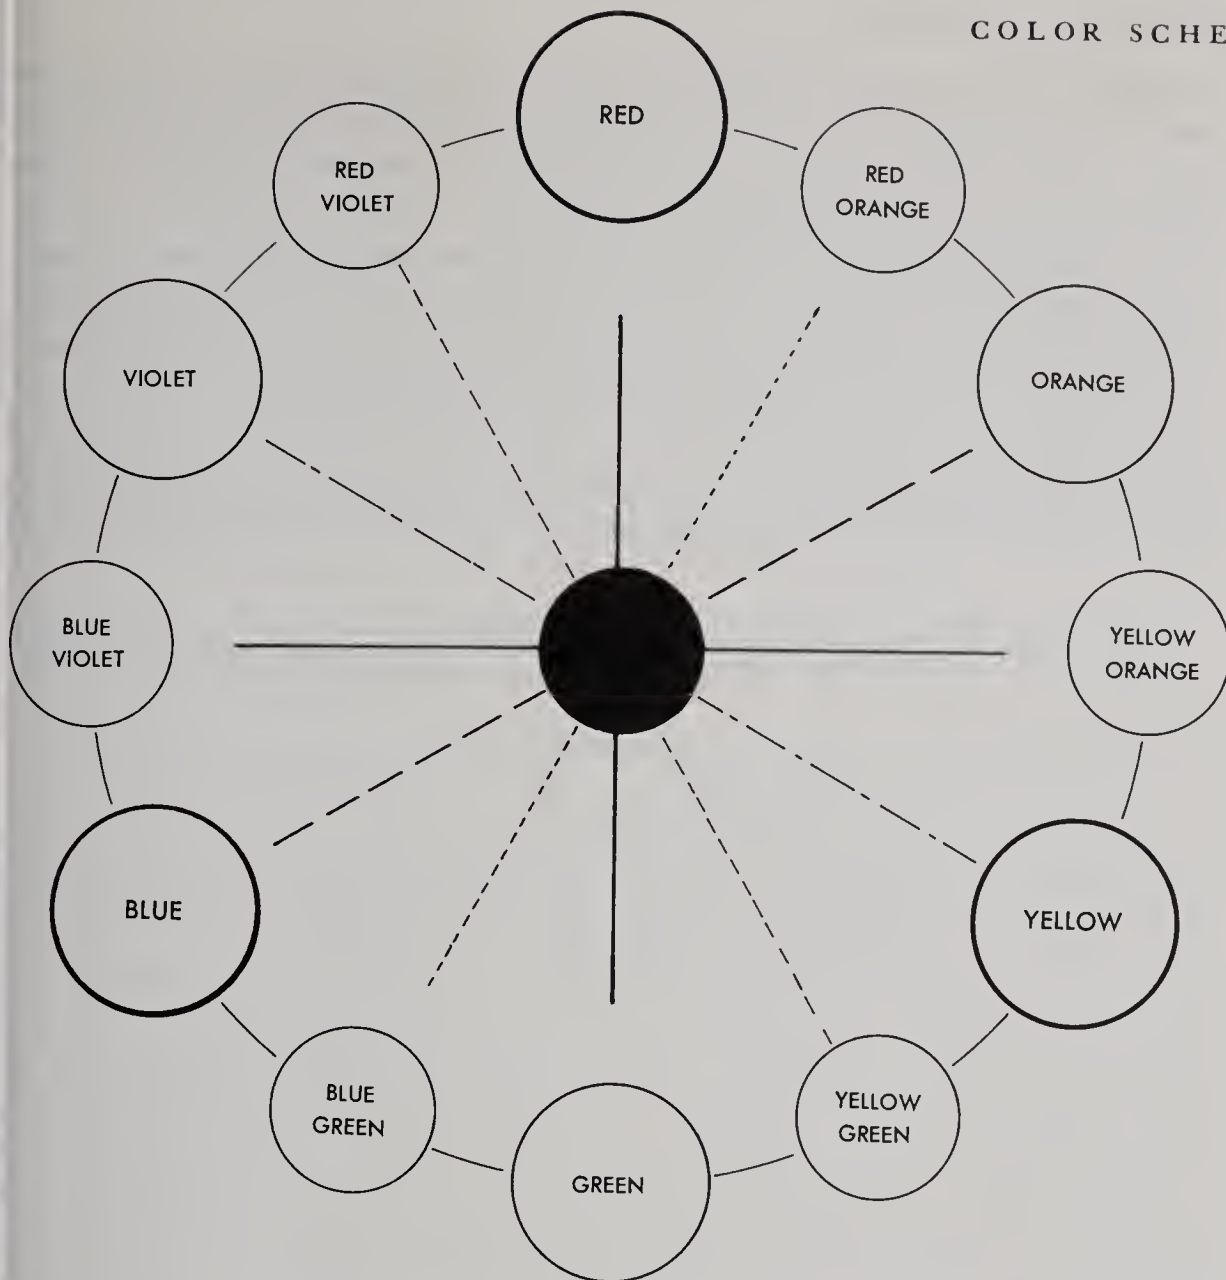 COLOR SCHE
RED
RED
VIOLET
RED
ORANGE
VIOLET
ORANGE
BLUE
VIOLET
YELLOW
ORANGE
BLUE
YELLOW
BLUE
GREEN
YELLOW
GREEN
GREEN